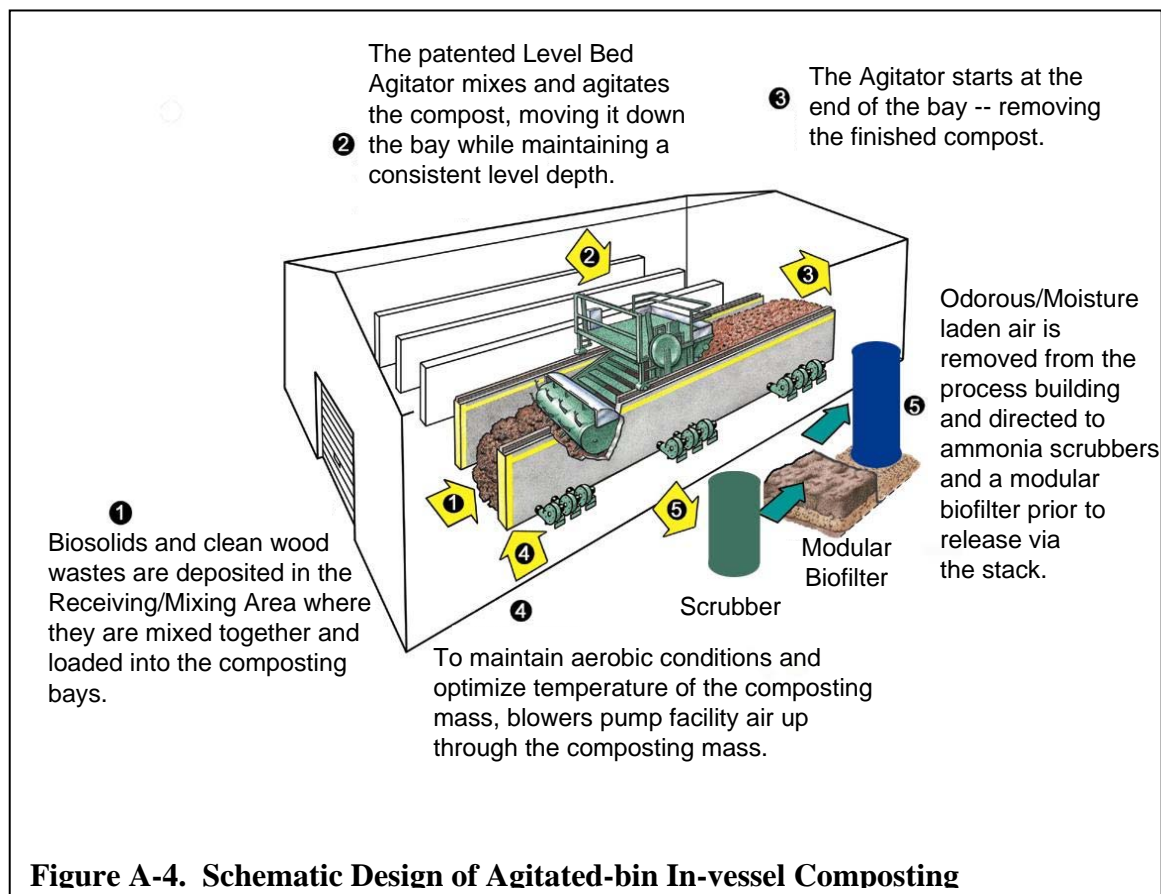 The patented Level Bed
Agitator mixes and agitates
the compost, moving it down
❷ the bay while maintaining a
consistent level depth.
The Agitator starts at the
❸ end of the bay -- removing
the finished compost.
❷
❸
❶
❹
❺
Odorous/Moisture
laden air is
removed from the
process building
❺
and directed to
ammonia scrubbers
and a modular
biofilter prior to
release via
the stack.
Modular
Biofilter
Scrubber
❶
Biosolids and clean wood
wastes are deposited in the
Receiving/Mixing Area where
they are mixed together and
loaded into the composting
bays.
❹
To maintain aerobic conditions and
optimize temperature of the composting
mass, blowers pump facility air up
through the composting mass.
Figure A-4. Schematic Design of Agitated-bin In-vessel Composting